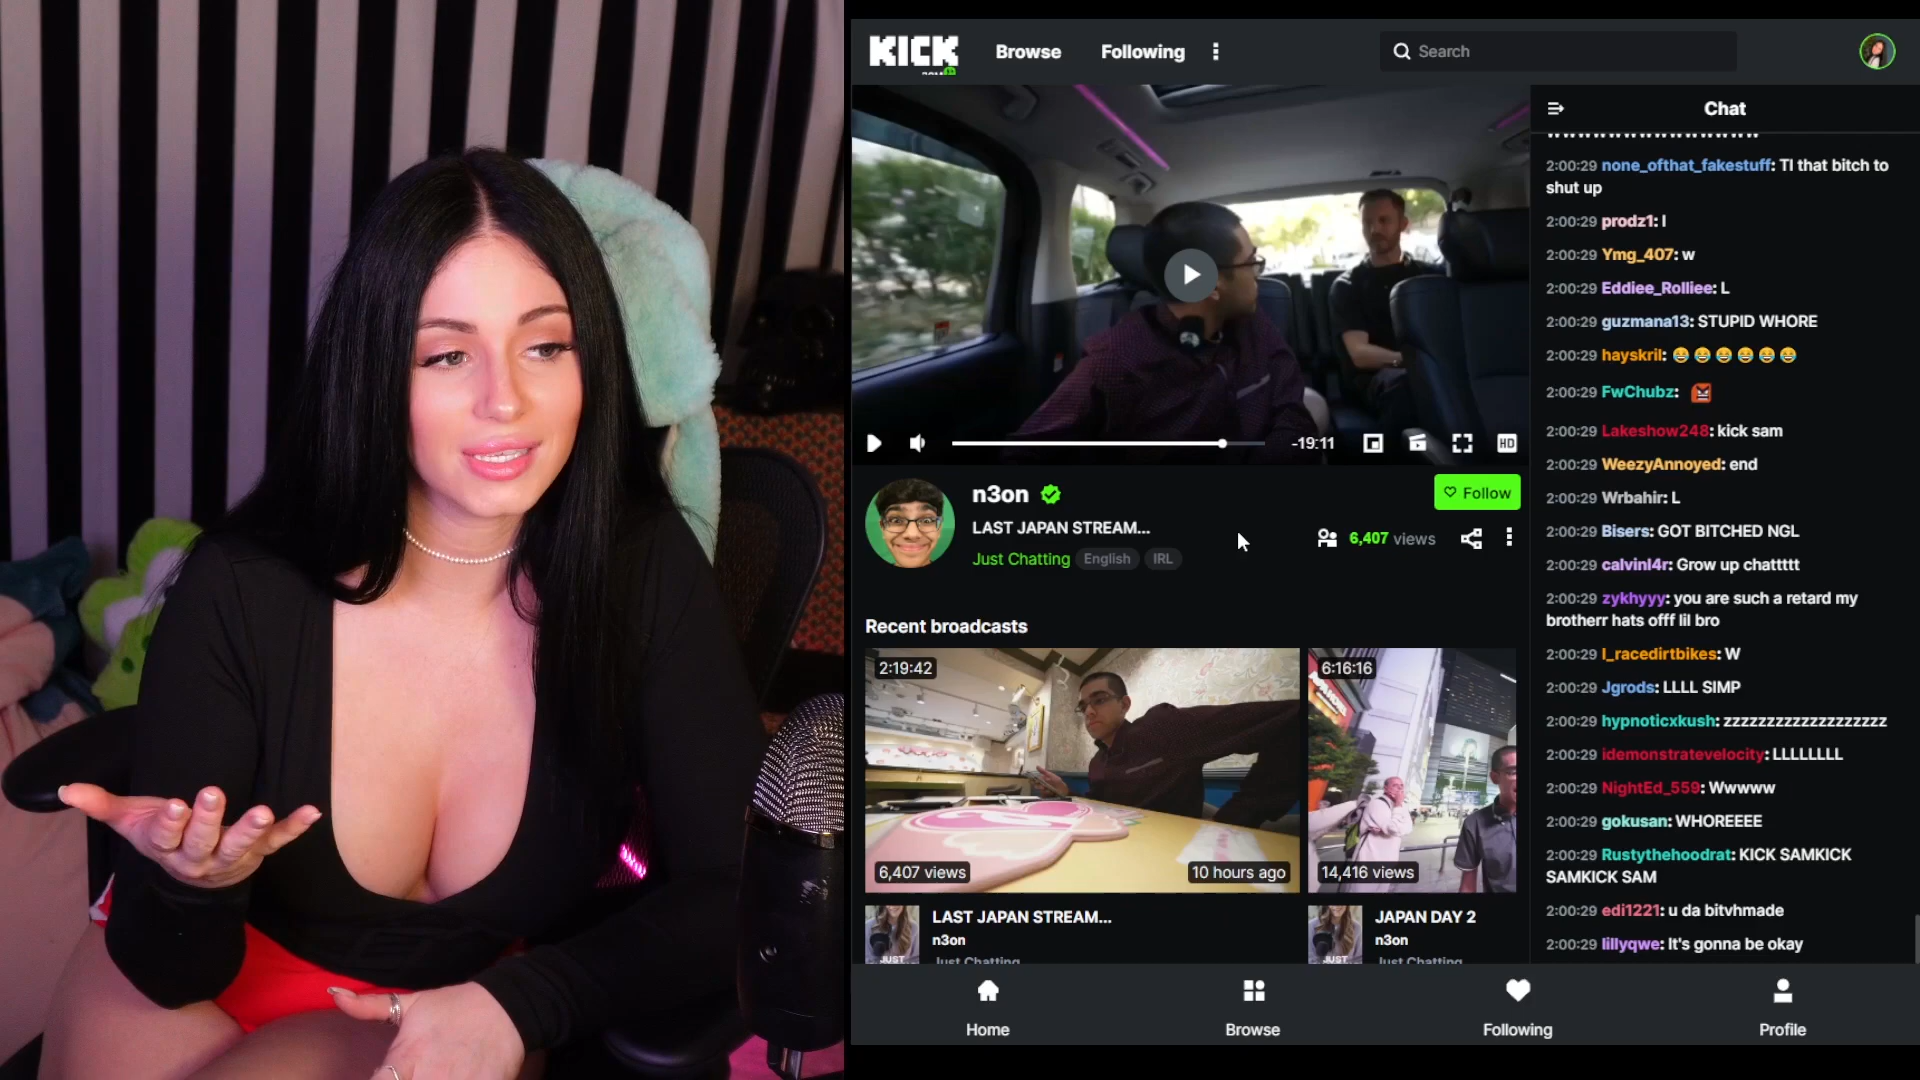 KICK
Browse
Following
Search
Chat
2:00:29 none_ofthat_fakestuff: Tl that bitch to
shut up
2:00:29 prodz1: l
2:00:29 Ymg_407: w
2:00:29 Eddiee_Rolliee: L
2:00:29 guzmana13: STUPID WHORE
2:00:29 hayskril: 😂 😂 😂 😂 😂 😂
2:00:29 FwChubz:
2:00:29 Lakeshow248: kick sam
2:00:29 WeezyAnnoyed: end
2:00:29 Wrbahir: L
2:00:29 Bisers: GOT BITCHED NGL
2:00:29 calvinl4r: Grow up chattttt
2:00:29 zykhyyy: you are such a retard my
brotherr hats offf lil bro
2:00:29 I_racedirtbikes: W
2:00:29 Jgrods: LLLL SIMP
2:00:29 hypnoticxkush: zzzzzzzzzzzzzzzzzzz
2:00:29 idemonstratevelocity: LLLLLLLL
2:00:29 NightEd_559: Wwwww
2:00:29 gokusan: WHOREEEE
2:00:29 Rustythehoodrat: KICK SAMKICK
SAMKICK SAM
2:00:29 edi1221: u da bitvhmade
2:00:29 lillyqwe: It's gonna be okay
-19:11
HD
n3on
Follow
LAST JAPAN STREAM...
6,407 views
Just Chatting English IRL
Recent broadcasts
2:19:42
6,407 views
10 hours ago
6:16:16
14,416 views
JUST
LAST JAPAN STREAM...
n3on
Just Chatting
JUST
JAPAN DAY 2
n3on
Just Chatting
Home
Browse
Following
Profile